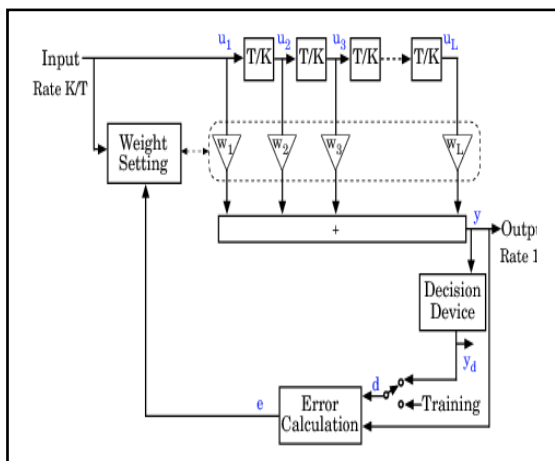 u1 u2 u3 uL
Input T/K T/K T/K T/K
Rate K/T
Weight
Setting
w1 w2 w3 wL
y
+ Outpu
Rate 1
Decision
Device
yd
d
e Error
Calculation
Training